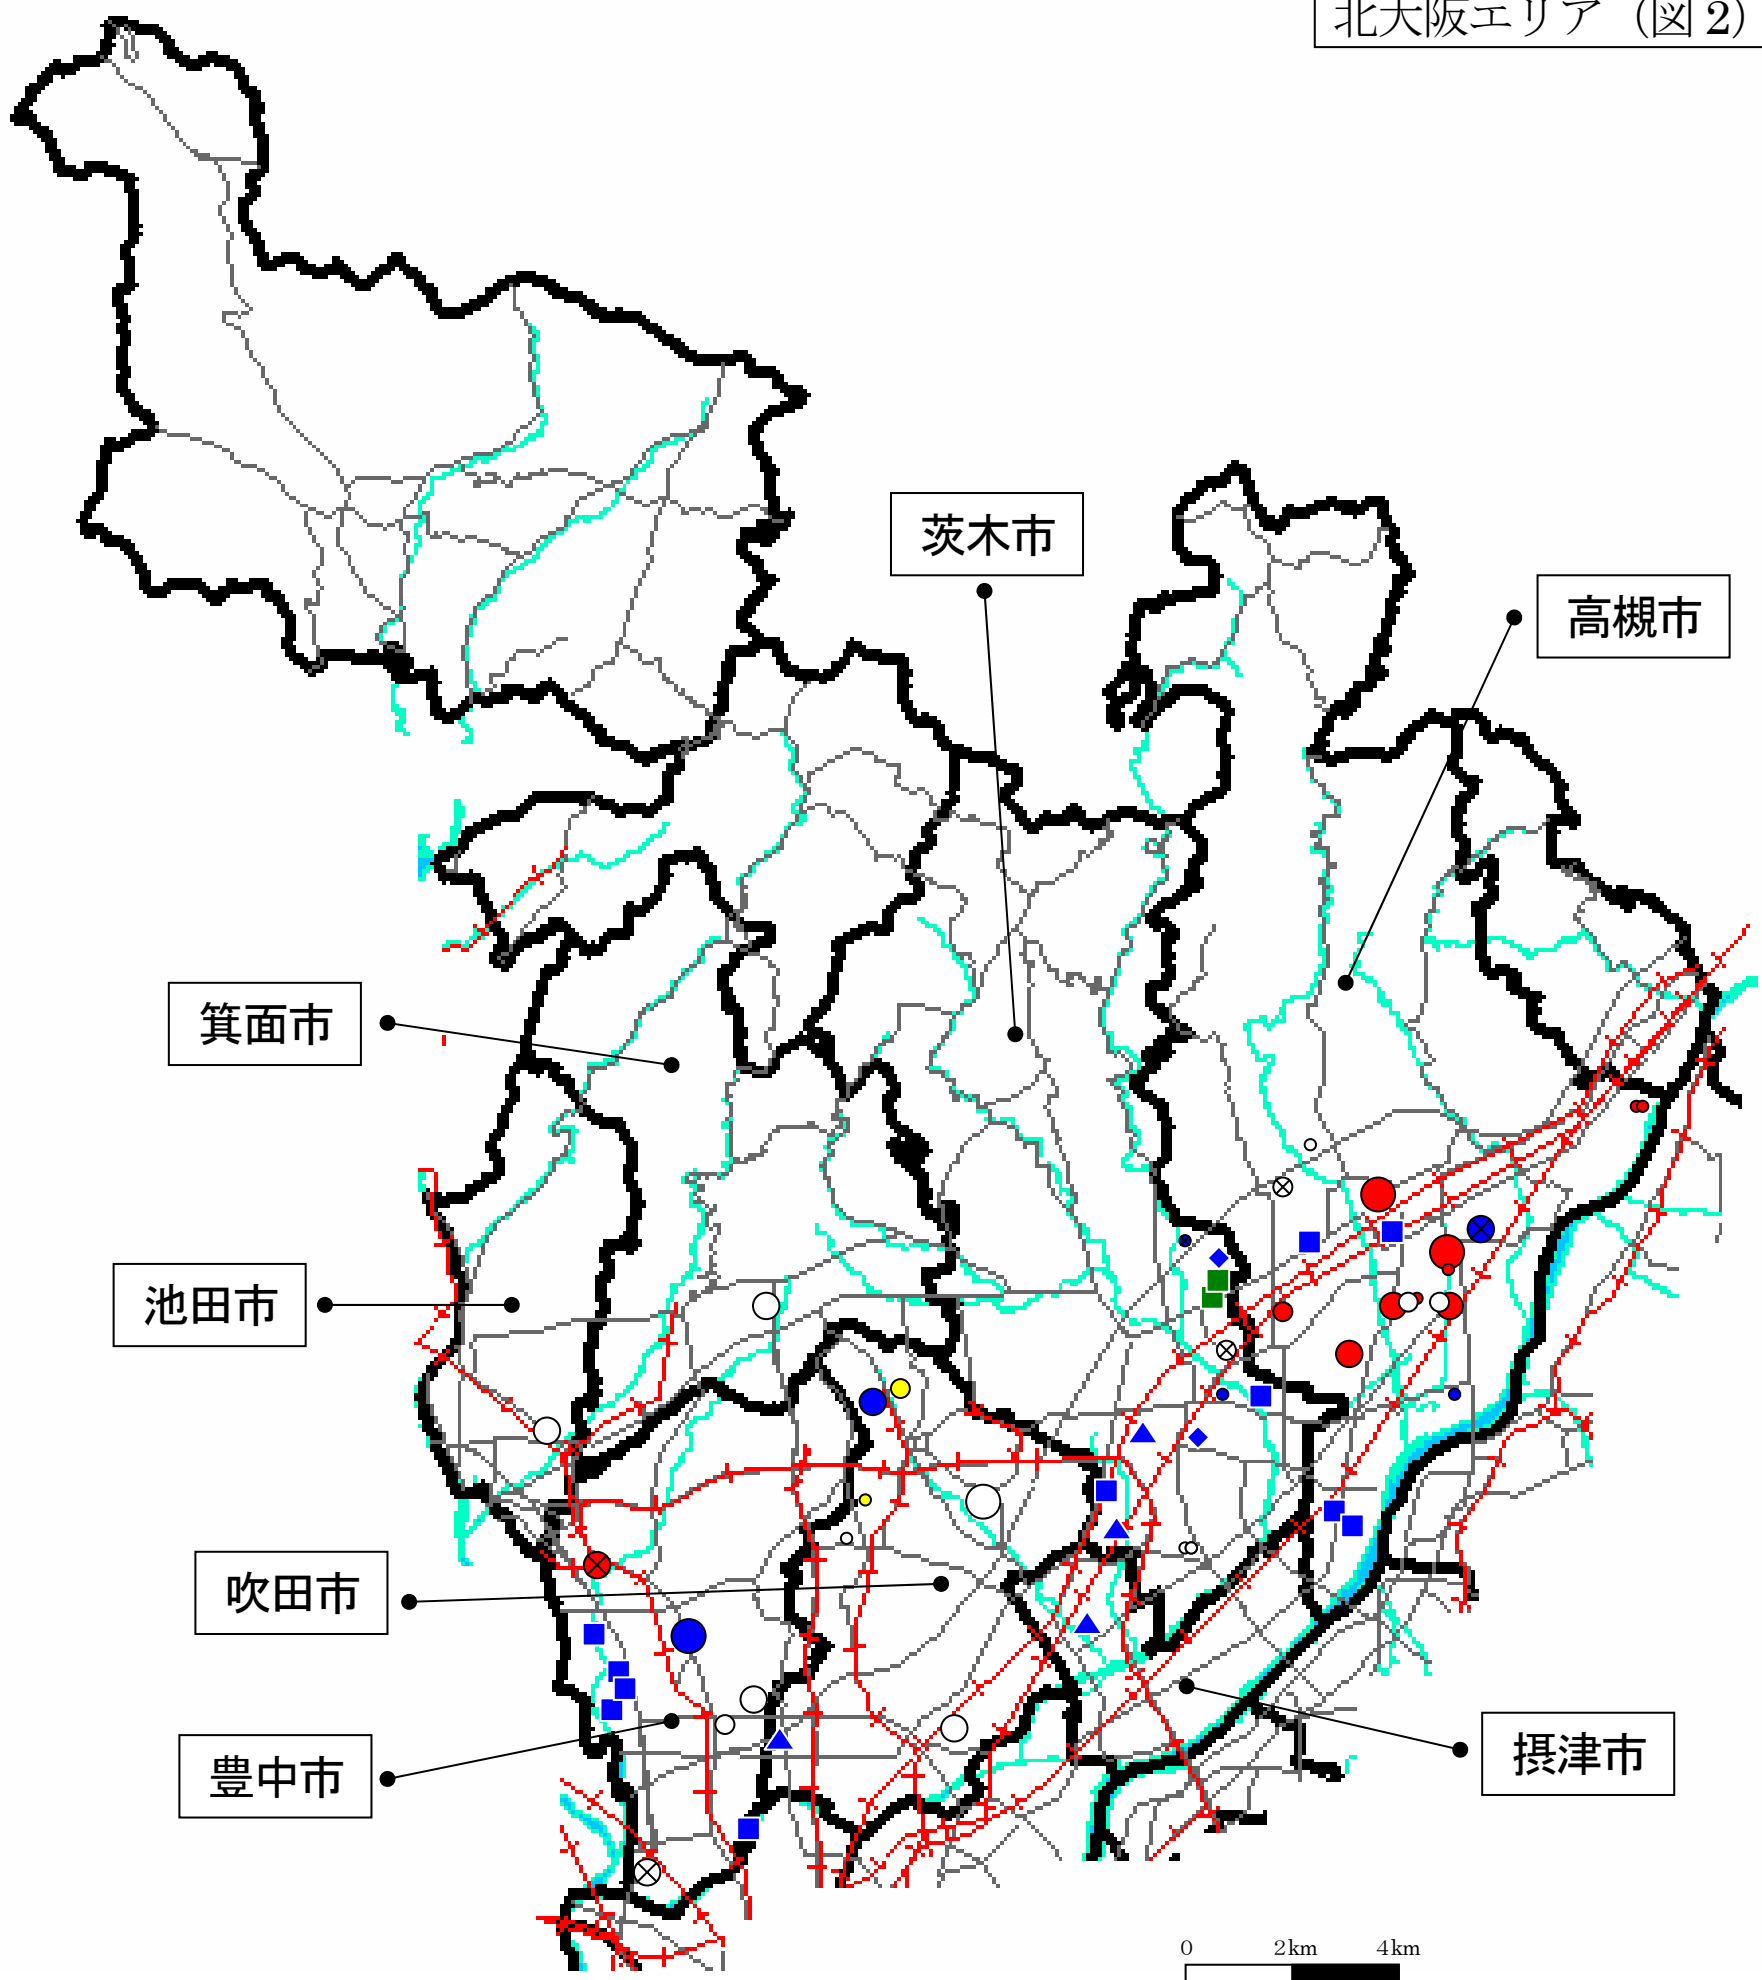 北大阪エリア（図2）
茨木市
高槻市
箕面市
池田市
吹田市
豊中市
摂津市
0 2km 4km